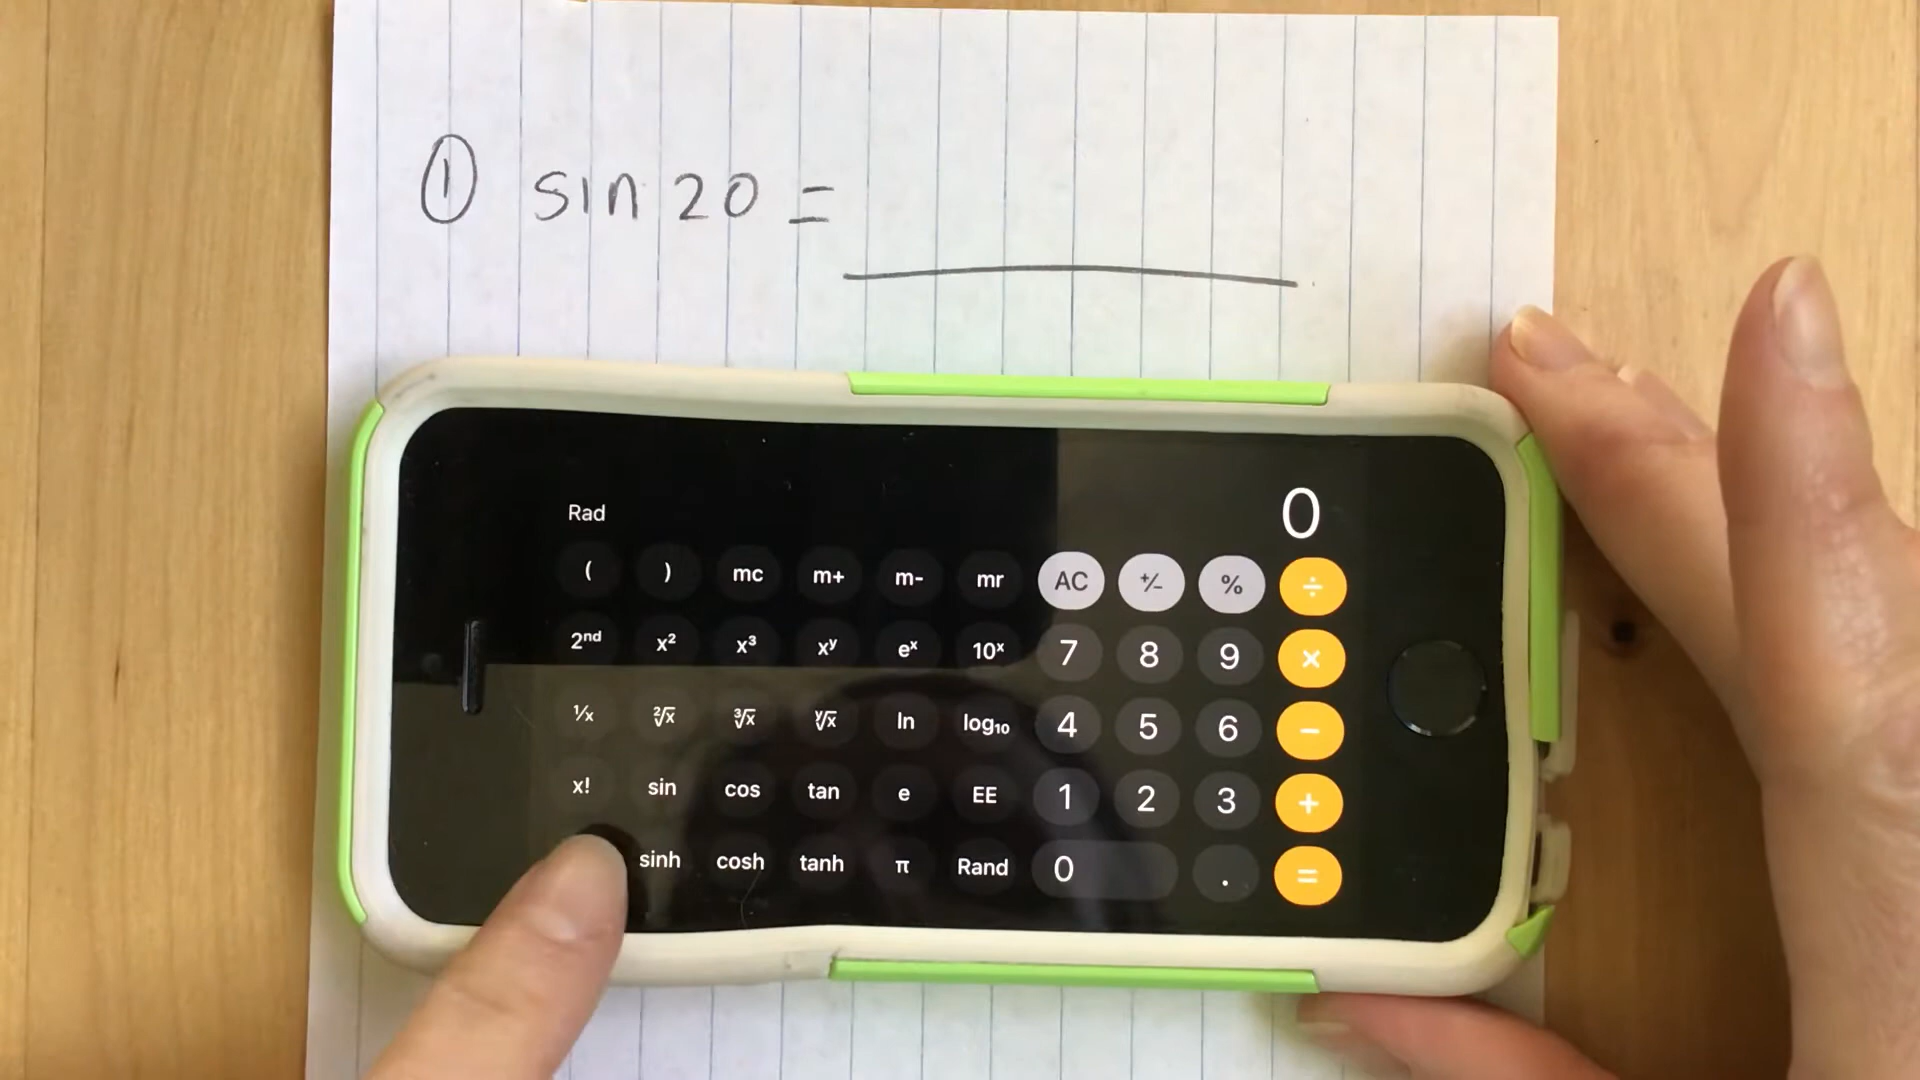 ① sin 20 =
Rad
0
( ) mc m+ m- mr AC +/- % ÷
2ⁿᵈ x² x³ xʸ eˣ 10ˣ 7 8 9 ×
1/x ²√x ³√x ʸ√x ln log₁₀ 4 5 6 −
x! sin cos tan e EE 1 2 3 +
sinh cosh tanh π Rand 0 . =